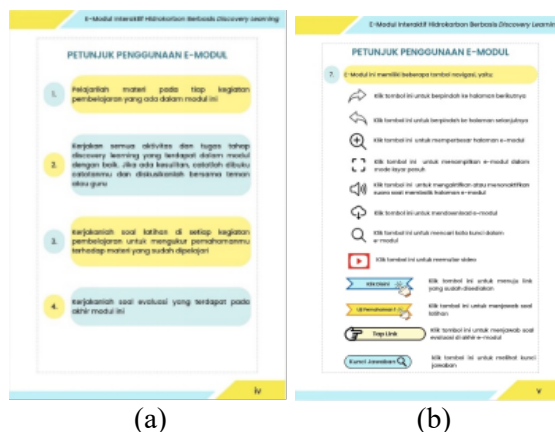 E-Modul Interaktif Hidrokarbon Berbasis Discovery Learning
PETUNJUK PENGGUNAAN E-MODUL
1. Pelajarilah materi pada tiap kegiatan
pembelajaran yang ada dalam modul ini
2. Kerjakan semua aktivitas dan tugas tahap
discovery learning yang terdapat dalam modul
dengan baik. Jika ada kesulitan, catatlah dibuku
catatanmu dan diskusikanlah bersama teman
atau guru
3. Kerjakanlah soal latihan di setiap kegiatan
pembelajaran untuk mengukur pemahamanmu
terhadap materi yang sudah dipelajari
4. Kerjakanlah soal evaluasi yang terdapat pada
akhir modul ini
iv
(a)
E-Modul Interaktif Hidrokarbon Berbasis Discovery Learnin
PETUNJUK PENGGUNAAN E-MODUL
7. E-Modul ini memiliki beberapa tombol navigasi, yaitu:
Klik tombol ini untuk berpindah ke halaman berikutnya
Klik tombol ini untuk berpindah ke halaman selanjutnya
Klik tombol ini untuk memperbesar halaman e-modul
Klik tombol ini untuk menampilkan e-modul dalam
mode layar penuh
Klik tombol ini untuk mengaktifkan atau menonaktifkan
suara saat membalik halaman e-modul
Klik tombol ini untuk mendownload e-modul
Klik tombol ini untuk mencari kata kunci dalam
e-modul
Klik tombol ini untuk memutar video
Klik Disini
Klik tombol ini untuk menuju link
yang sudah disediakan
Uji Pemahaman
Klik tombol ini untuk menjawab soal
latihan
Tap Link
Klik tombol ini untuk menjawab soal
evaluasi di akhir e-modul
Kunci Jawaban
Klik tombol ini untuk melihat kunci
jawaban
v
(b)